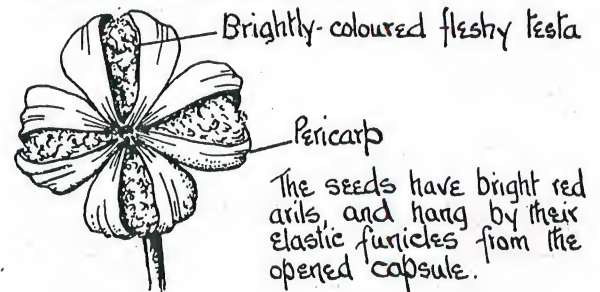 Brightly-coloured fleshy testa
Pericarp
The seeds have bright red
arils, and hang by their
elastic funicles from the
opened capsule.